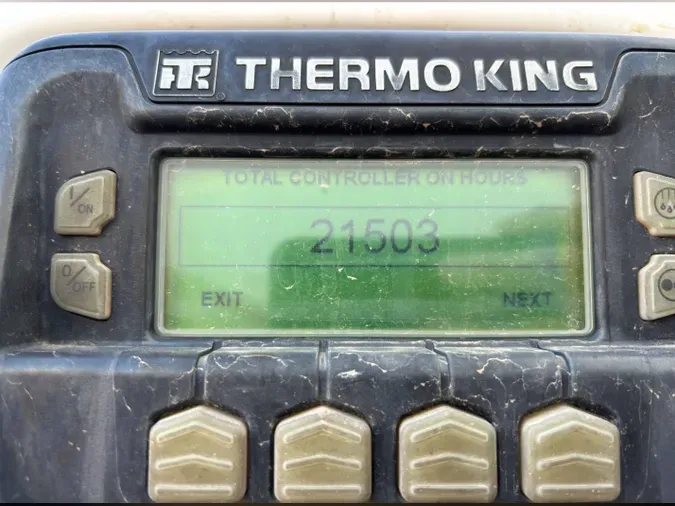 TK THERMO KING
TOTAL CONTROLLER ON HOURS
I/ON
21503
O/OFF
EXIT NEXT